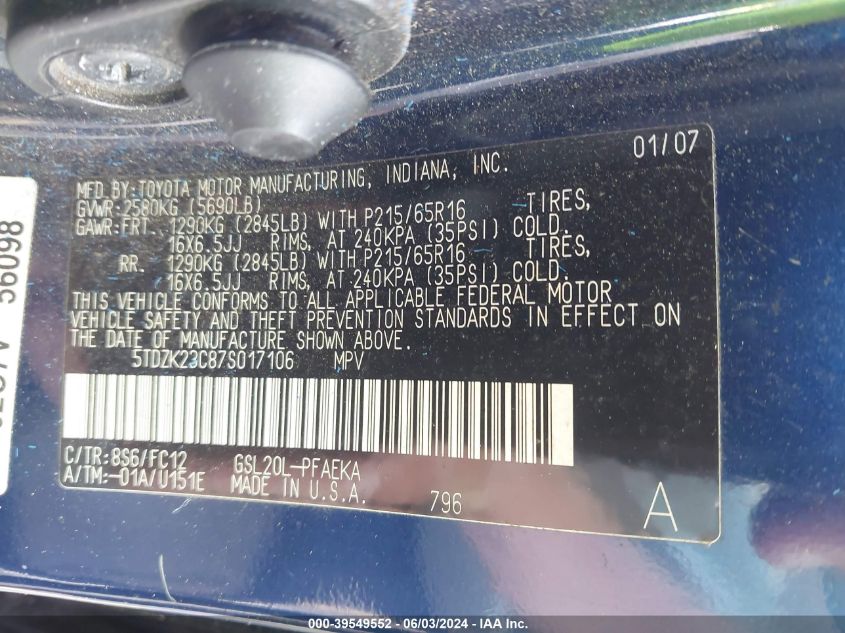 01/07
MFD.BY:TOYOTA MOTOR MANUFACTURING, INDIANA, INC.
GVWR:2580KG (5690LB)
GAWR:FRT. 1290KG (2845LB) WITH P215/65R16 TIRES,
16X6.5JJ RIMS, AT 240KPA (35PSI) COLD.
RR. 1290KG (2845LB) WITH P215/65R16 TIRES,
16X6.5JJ RIMS, AT 240KPA (35PSI) COLD.
THIS VEHICLE CONFORMS TO ALL APPLICABLE FEDERAL MOTOR
VEHICLE SAFETY AND THEFT PREVENTION STANDARDS IN EFFECT ON
THE DATE OF MANUFACTURE SHOWN ABOVE.
5TDZK23C87S017106 MPV
C/TR:8S6/FC12 GSL20L-PFAEKA
A/TM:-01A/U151E MADE IN U.S.A.
796
A
56098
00-39549552 - 06/03/2024 - COPYRIGHT IAA, LLC.